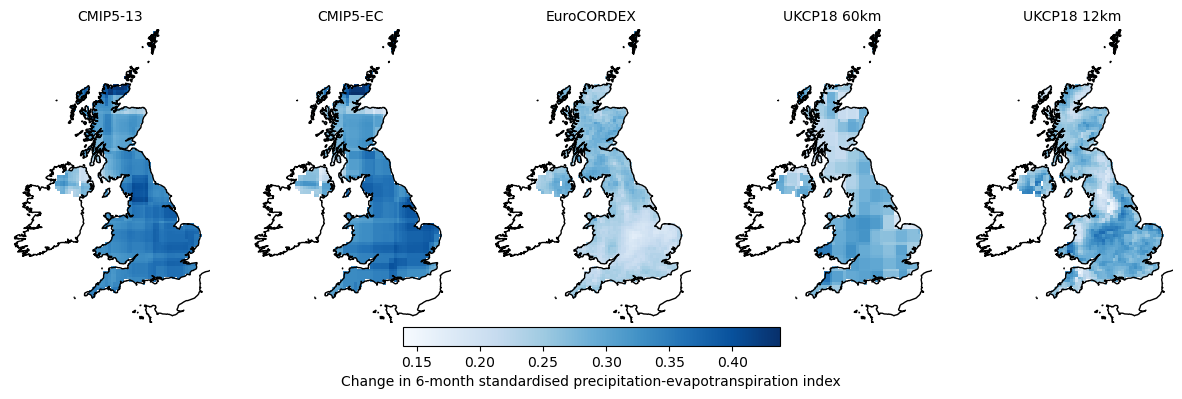 CMIP5-13
CMIP5-EC
EuroCORDEX
UKCP18 60km
UKCP18 12km
0.15 0.20 0.25 0.30 0.35 0.40
Change in 6-month standardised precipitation-evapotranspiration index